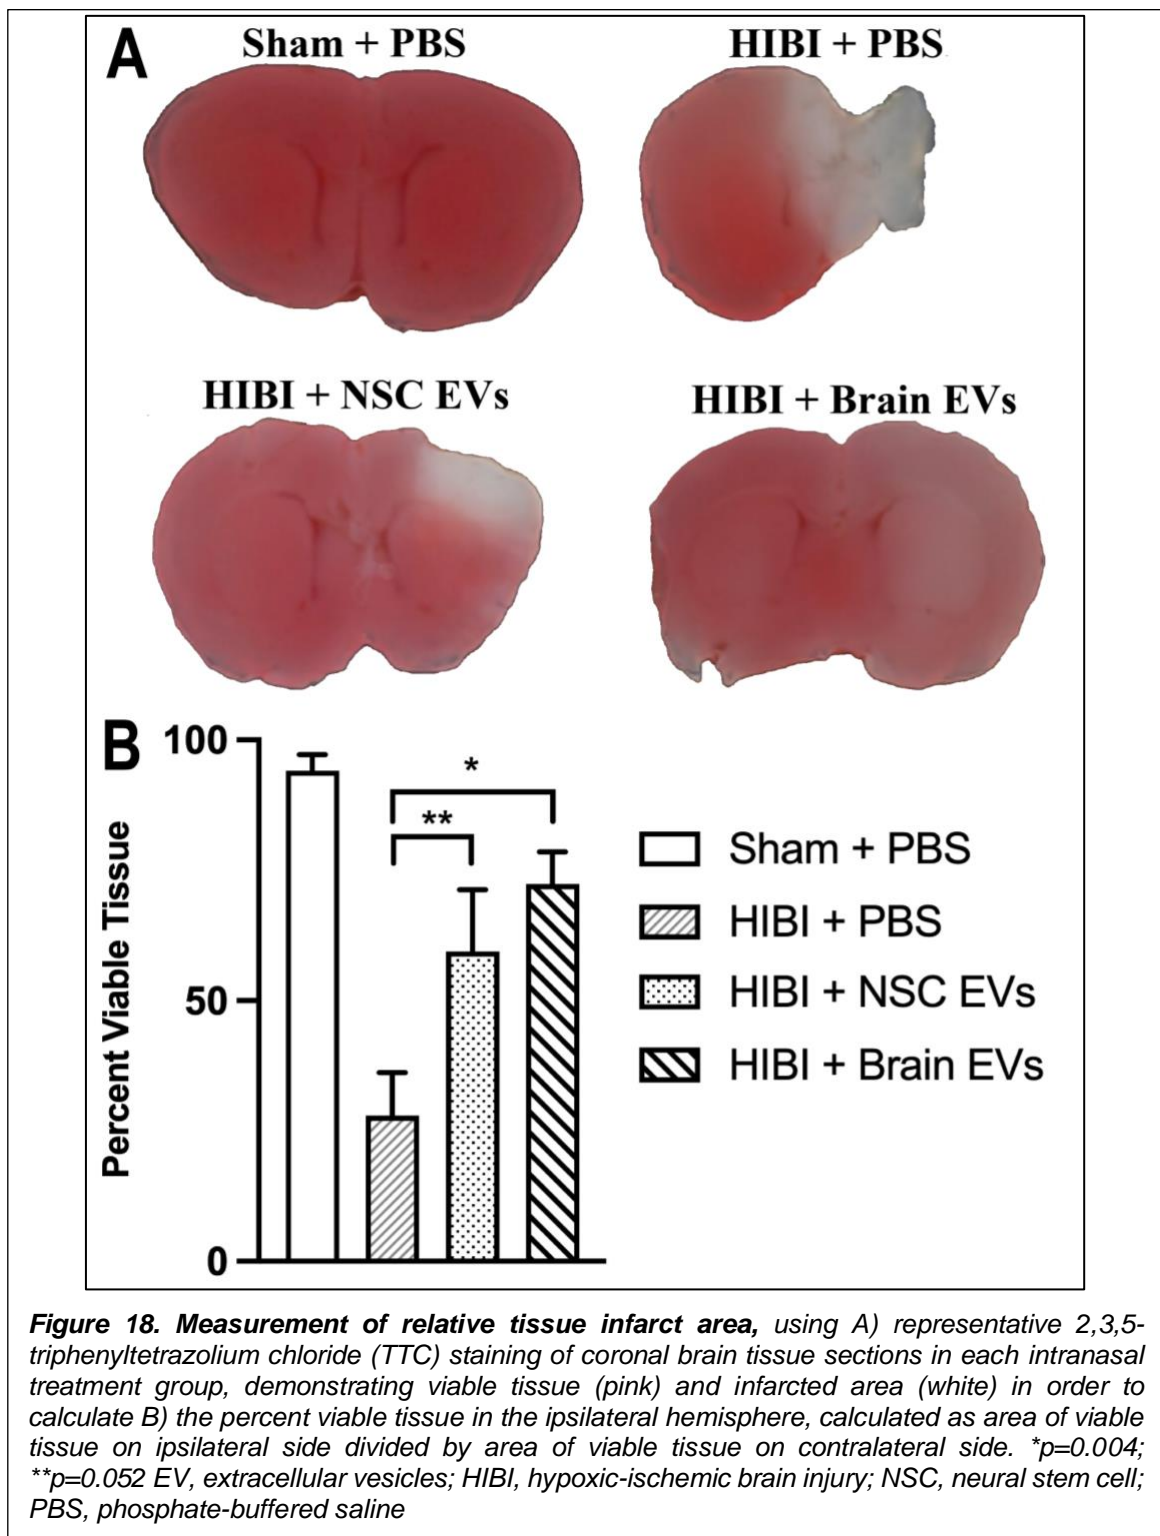 A
Sham + PBS
HIBI + PBS
HIBI + NSC EVs
HIBI + Brain EVs
B
100
50
0
Percent Viable Tissue
*
**
Sham + PBS
HIBI + PBS
HIBI + NSC EVs
HIBI + Brain EVs
Figure 18. Measurement of relative tissue infarct area, using A) representative 2,3,5-
triphenyltetrazolium chloride (TTC) staining of coronal brain tissue sections in each intranasal
treatment group, demonstrating viable tissue (pink) and infarcted area (white) in order to
calculate B) the percent viable tissue in the ipsilateral hemisphere, calculated as area of viable
tissue on ipsilateral side divided by area of viable tissue on contralateral side. *p=0.004;
**p=0.052 EV, extracellular vesicles; HIBI, hypoxic-ischemic brain injury; NSC, neural stem cell;
PBS, phosphate-buffered saline